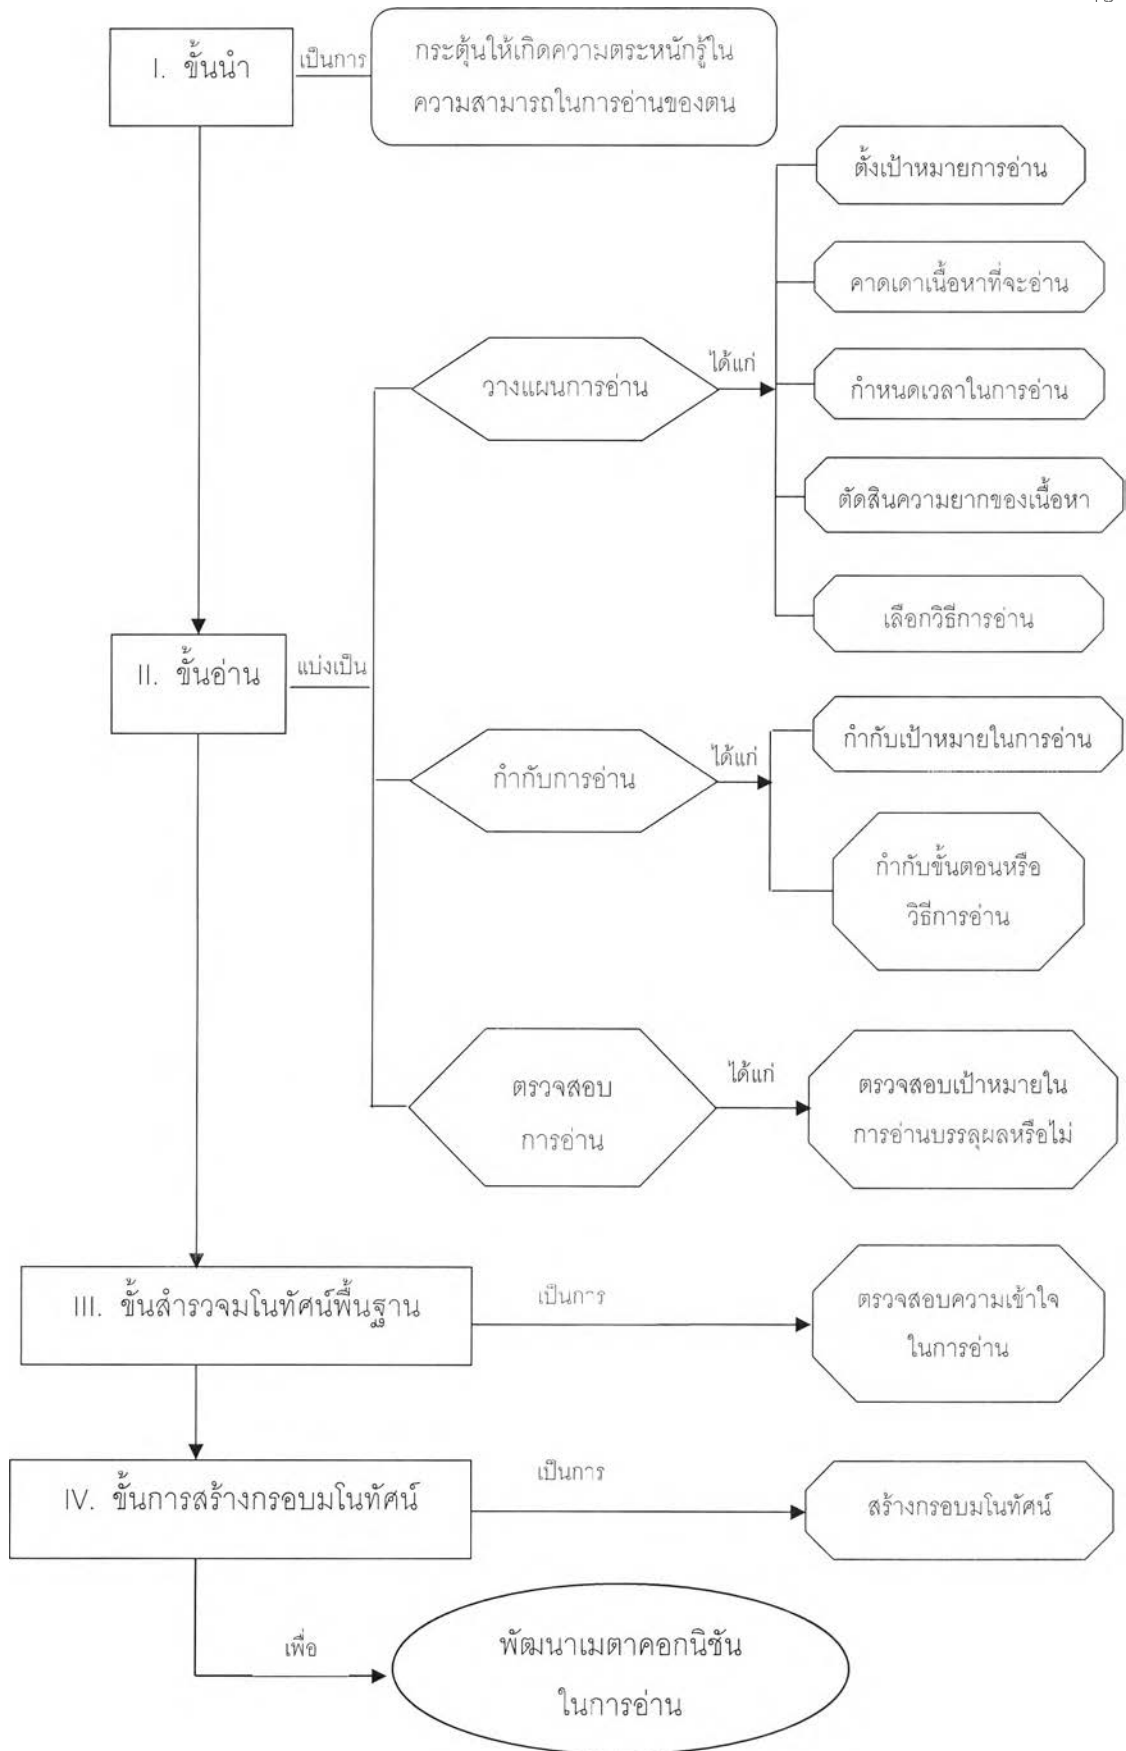 I. ขั้นนำ
เป็นการ
กระตุ้นให้เกิดความตระหนักรู้ใน
ความสามารถในการอ่านของตน
ตั้งเป้าหมายการอ่าน
คาดเดาเนื้อหาที่จะอ่าน
วางแผนการอ่าน
ได้แก่
กำหนดเวลาในการอ่าน
ตัดสินความยากของเนื้อหา
เลือกวิธีการอ่าน
II. ขั้นอ่าน
แบ่งเป็น
กำกับการอ่าน
ได้แก่
กำกับเป้าหมายในการอ่าน
กำกับขั้นตอนหรือ
วิธีการอ่าน
ตรวจสอบ
การอ่าน
ได้แก่
ตรวจสอบเป้าหมายใน
การอ่านบรรลุผลหรือไม่
III. ขั้นสำรวจมโนทัศน์พื้นฐาน
เป็นการ
ตรวจสอบความเข้าใจ
ในการอ่าน
IV. ขั้นการสร้างกรอบมโนทัศน์
เป็นการ
สร้างกรอบมโนทัศน์
เพื่อ
พัฒนาเมตาคอกนิชัน
ในการอ่าน